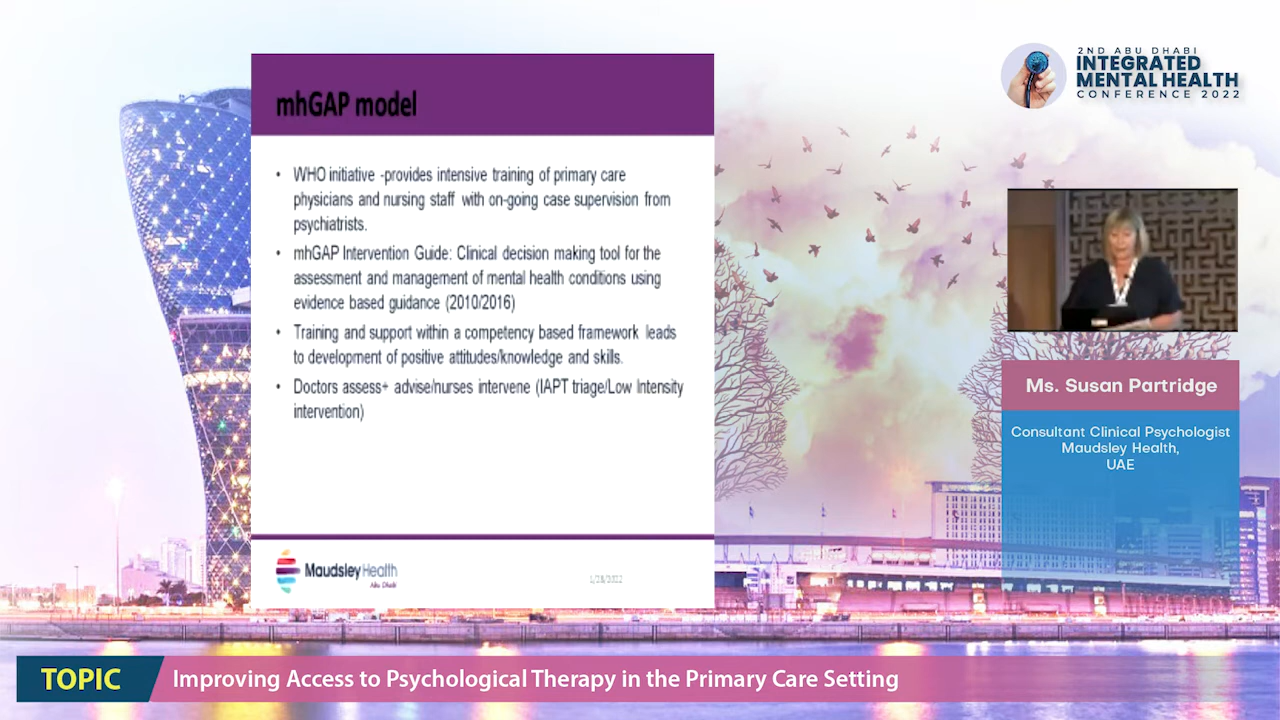 mhGAP model
• WHO initiative -provides intensive training of primary care
physicians and nursing staff with on-going case supervision from
psychiatrists.
• mhGAP Intervention Guide: Clinical decision making tool for the
assessment and management of mental health conditions using
evidence based guidance (2010/2016)
• Training and support within a competency based framework leads
to development of positive attitudes/knowledge and skills.
• Doctors assess+ advise/nurses intervene (IAPT triage/Low Intensity
intervention)
Maudsley Health
Abu Dhabi
2ND ABU DHABI
INTEGRATED
MENTAL HEALTH
CONFERENCE 2022
Ms. Susan Partridge
Consultant Clinical Psychologist
Maudsley Health,
UAE
TOPIC Improving Access to Psychological Therapy in the Primary Care Setting